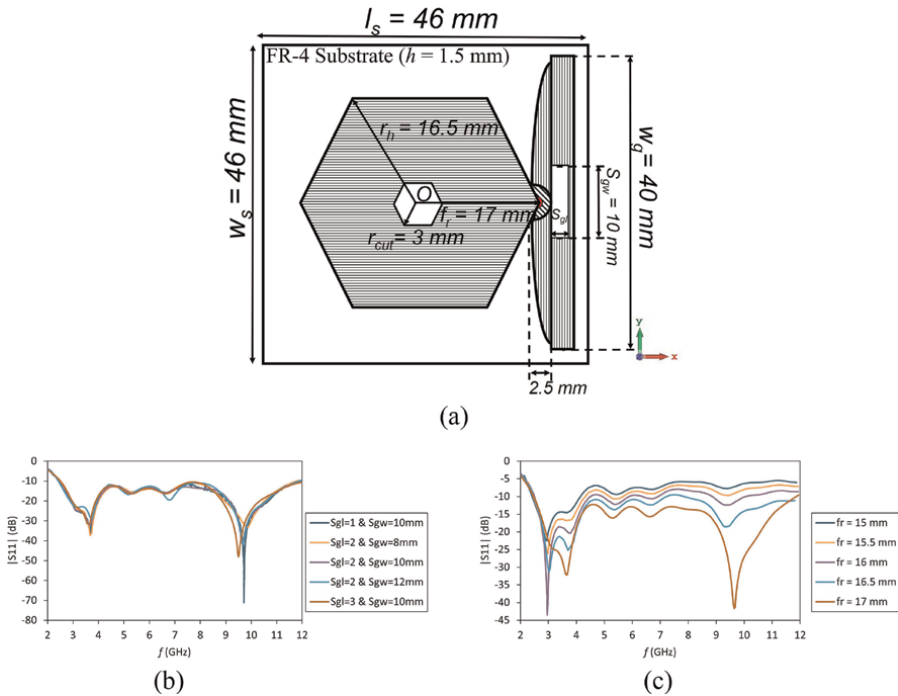 l_s = 46 mm
FR-4 Substrate (h = 1.5 mm)
w_s = 46 mm
r_h = 16.5 mm
O
f_r = 17 mm
r_cut = 3 mm
s_gl
S_gw = 10 mm
w_g = 40 mm
y
x
2.5 mm
(a)
0
-10
-20
-30
-40
-50
-60
-70
-80
|S11| (dB)
2 3 4 5 6 7 8 9 10 11 12
f (GHz)
Sgl=1 & Sgw=10mm
Sgl=2 & Sgw=8mm
Sgl=2 & Sgw=10mm
Sgl=2 & Sgw=12mm
Sgl=3 & Sgw=10mm
(b)
0
-5
-10
-15
-20
-25
-30
-35
-40
-45
|S11| (dB)
2 3 4 5 6 7 8 9 10 11 12
f (GHz)
fr = 15 mm
fr = 15.5 mm
fr = 16 mm
fr = 16.5 mm
fr = 17 mm
(c)